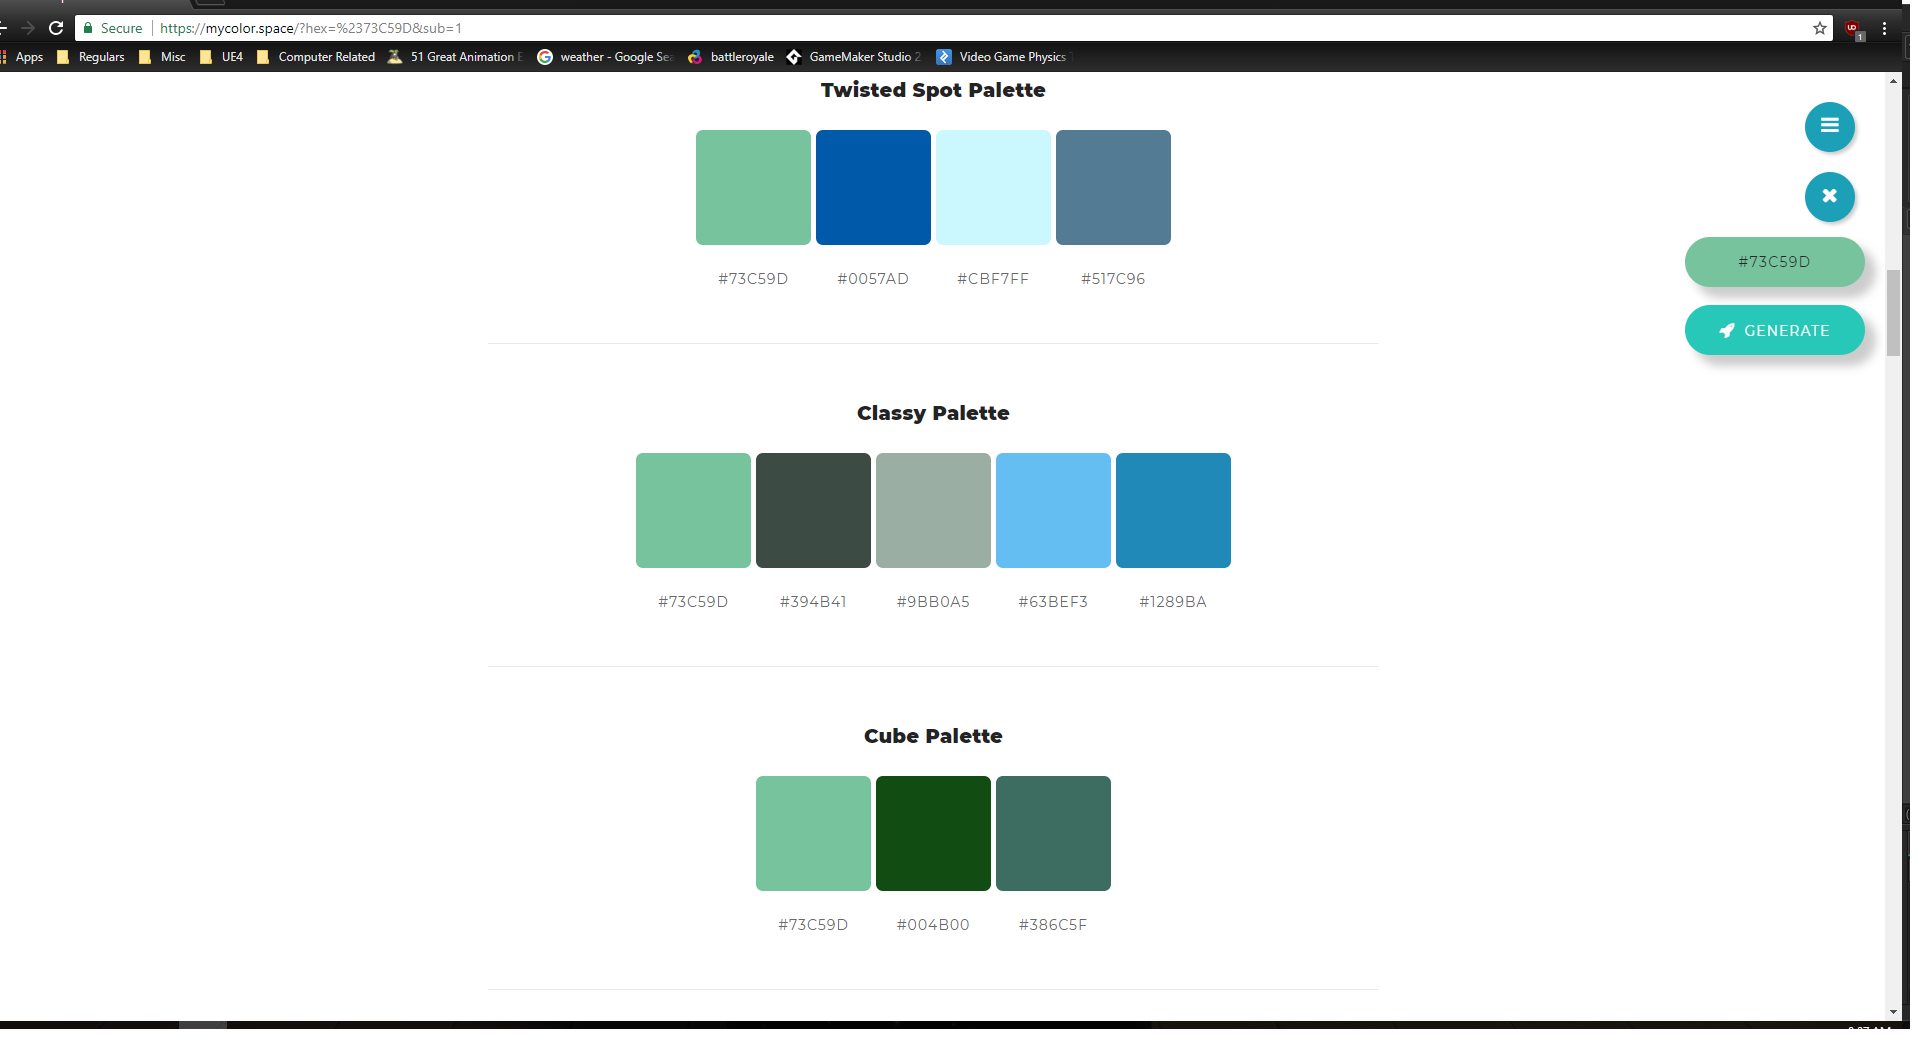 Secure https://mycolor.space/?hex=%2373C59D&sub=1
UD
1
Apps Regulars Misc UE4 Computer Related 51 Great Animation E weather - Google Sea battleroyale GameMaker Studio 2 Video Game Physics
Twisted Spot Palette
#73C59D #0057AD #CBF7FF #517C96
#73C59D
GENERATE
Classy Palette
#73C59D #394B41 #9BB0A5 #63BEF3 #1289BA
Cube Palette
#73C59D #004B00 #386C5F